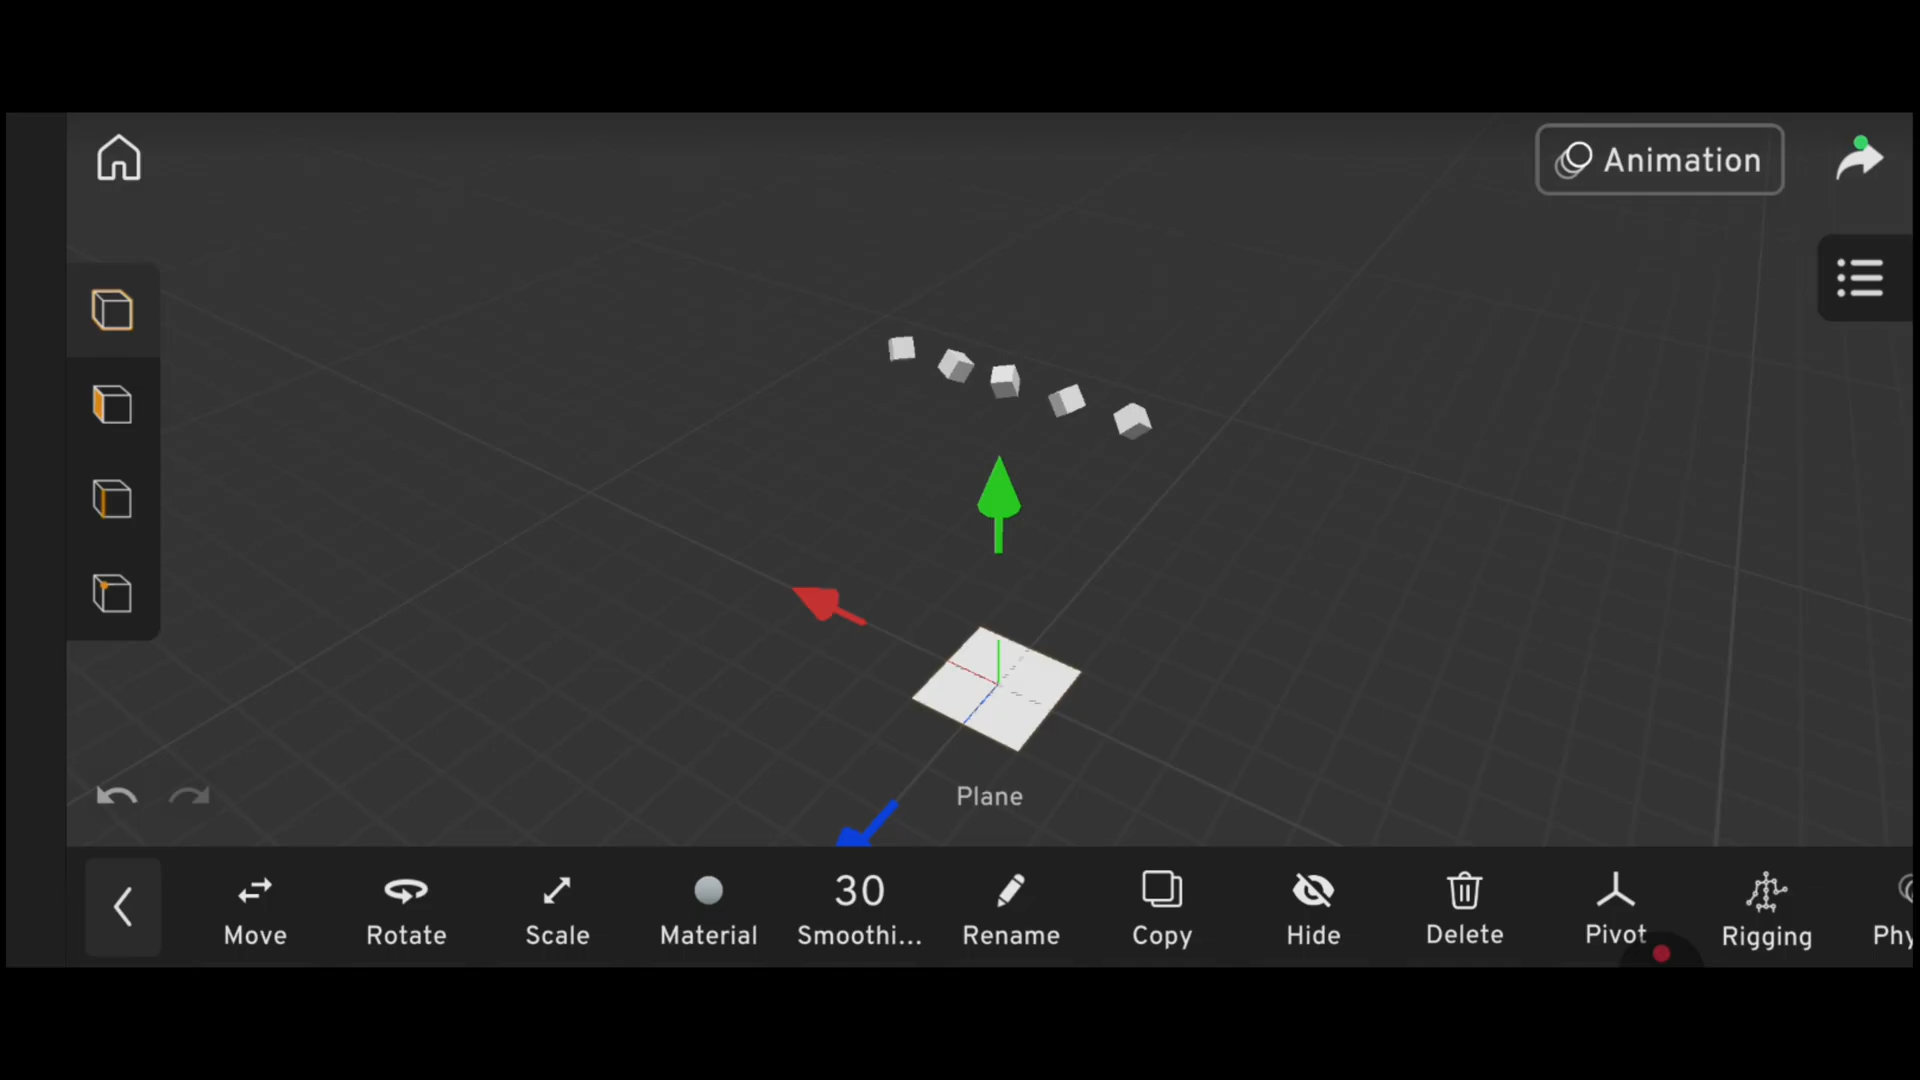 Animation
Plane
30
Move
Rotate
Scale
Material
Smoothi...
Rename
Copy
Hide
Delete
Pivot
Rigging
Phy